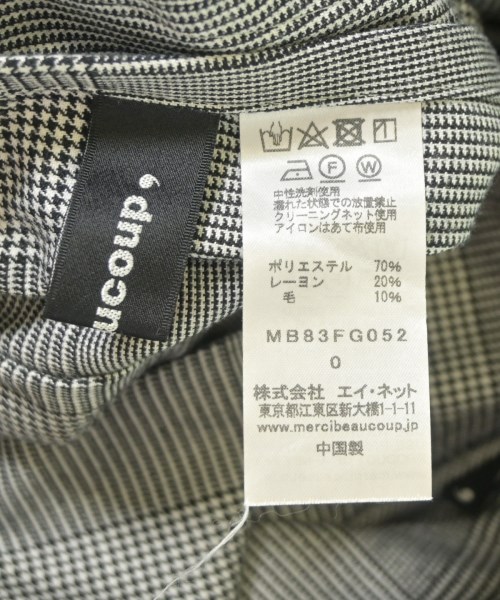 ucoup,
F W
中性洗剤使用
濡れた状態での放置禁止
クリーニングネット使用
アイロンはあて布使用
ポリエステル 70%
レーヨン 20%
毛 10%
MB83FG052
0
株式会社 エイ・ネット
東京都江東区新大橋1-1-11
www.mercibeaucoup.jp
中国製